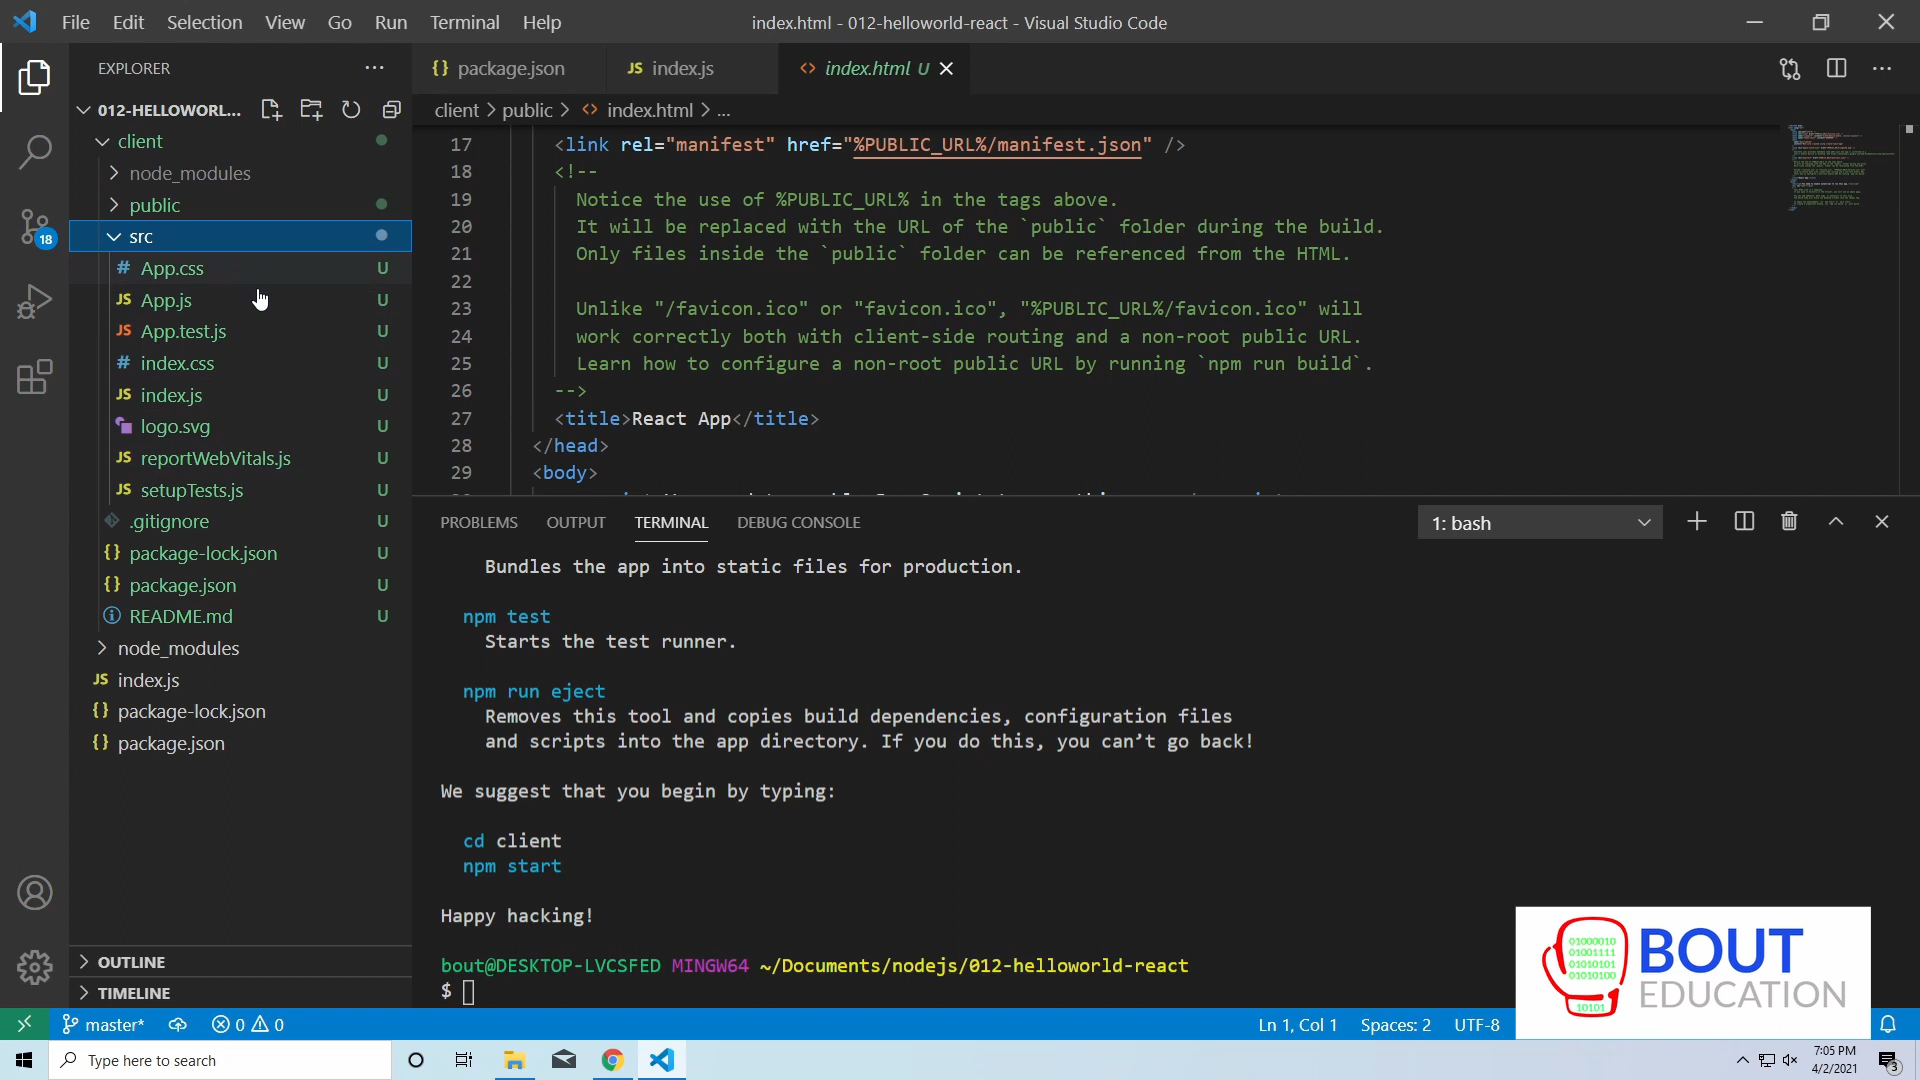 File Edit Selection View Go Run Terminal Help
index.html - 012-helloworld-react - Visual Studio Code
EXPLORER
012-HELLOWORL...
client
node_modules
public
src
# App.css U
JS App.js U
JS App.test.js U
# index.css U
JS index.js U
logo.svg U
JS reportWebVitals.js U
JS setupTests.js U
.gitignore U
{} package-lock.json U
{} package.json U
README.md U
node_modules
JS index.js
{} package-lock.json
{} package.json
OUTLINE
TIMELINE
18
{} package.json
JS index.js
<> index.html U
client > public > <> index.html > ...
17 <link rel="manifest" href="%PUBLIC_URL%/manifest.json" />
18 <!--
19 Notice the use of %PUBLIC_URL% in the tags above.
20 It will be replaced with the URL of the `public` folder during the build.
21 Only files inside the `public` folder can be referenced from the HTML.
22
23 Unlike "/favicon.ico" or "favicon.ico", "%PUBLIC_URL%/favicon.ico" will
24 work correctly both with client-side routing and a non-root public URL.
25 Learn how to configure a non-root public URL by running `npm run build`.
26 -->
27 <title>React App</title>
28 </head>
29 <body>
PROBLEMS OUTPUT TERMINAL DEBUG CONSOLE
1: bash
Bundles the app into static files for production.
npm test
Starts the test runner.
npm run eject
Removes this tool and copies build dependencies, configuration files
and scripts into the app directory. If you do this, you can’t go back!
We suggest that you begin by typing:
cd client
npm start
Happy hacking!
bout@DESKTOP-LVCSFED MINGW64 ~/Documents/nodejs/012-helloworld-react
$
01000010
01001111
01010101
01010100
10101
BOUT
EDUCATION
master* 0 0
Ln 1, Col 1 Spaces: 2 UTF-8
Type here to search
7:05 PM
4/2/2021
3